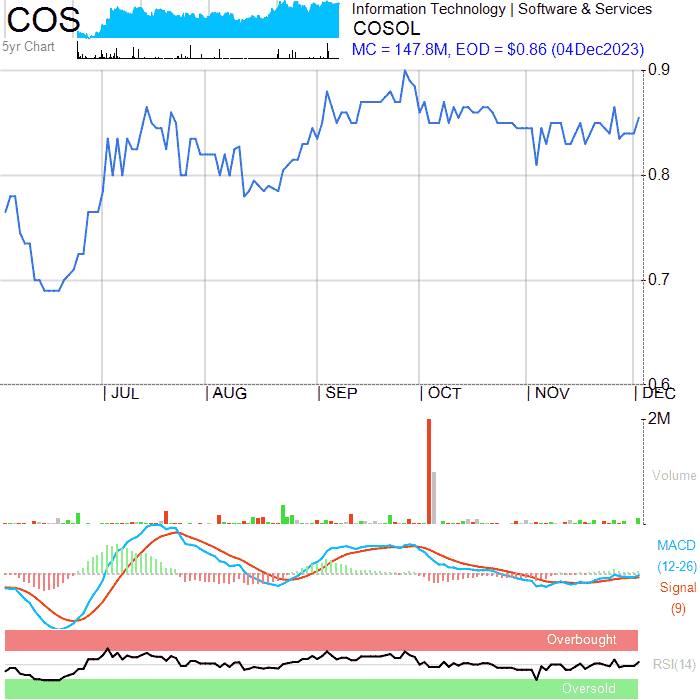 COS
5yr Chart
Information Technology | Software & Services
COSOL
MC = 147.8M, EOD = $0.86 (04Dec2023)
0.9
0.8
0.7
0.6
| JUL | AUG | SEP | OCT | NOV | DEC
2M
Volume
MACD
(12-26)
Signal
(9)
Overbought
RSI(14)
Oversold